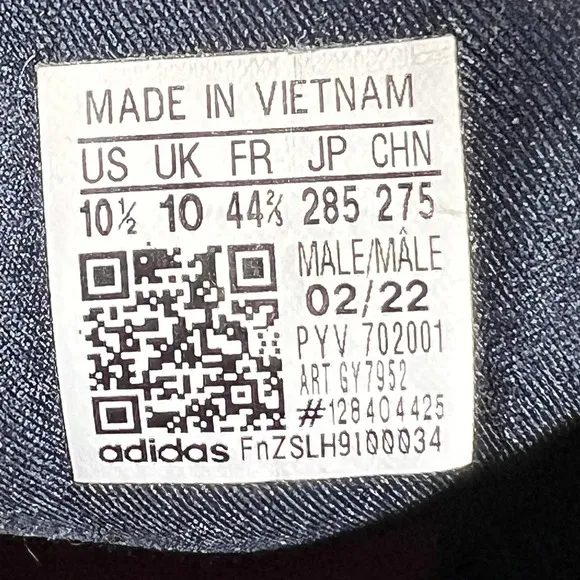 MADE IN VIETNAM
US UK FR JP CHN
10½ 10 44⅔ 285 275
MALE/MÂLE
02/22
PYV 702001
ART GY7952
#128404425
adidas FnZSLH9I00034